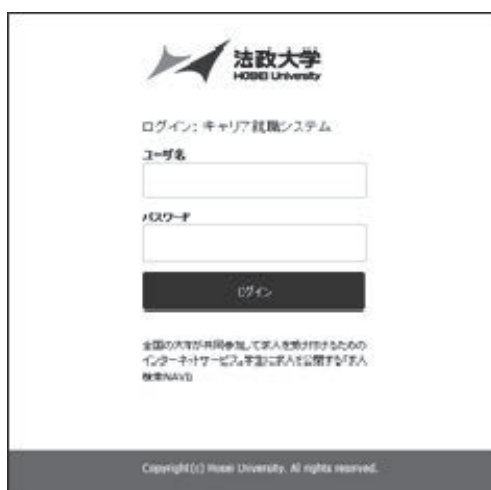 法政大学
HOSEI University
ログイン: キャリア就職システム
ユーザ名
パスワード
ログイン
全国の大学が共同参加して求人を受け付けるための
インターネットサービス。学生に求人を公開する「求人
検索NAVI」
Copyright(c) Hosei University. All rights reserved.